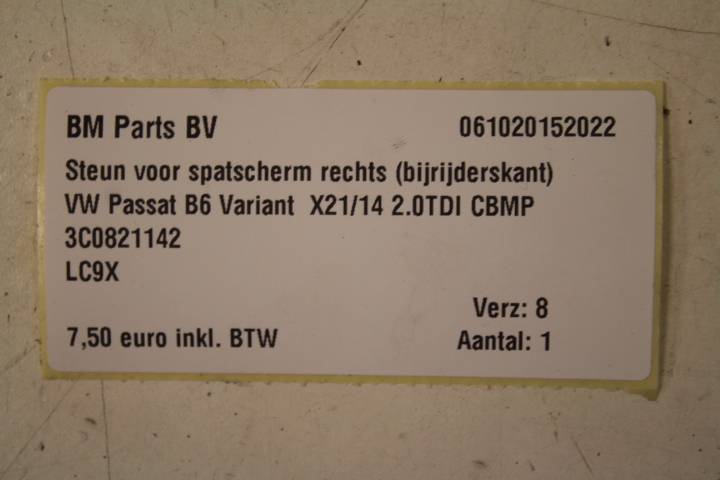 BM Parts BV 061020152022
Steun voor spatscherm rechts (bijrijderskant)
VW Passat B6 Variant X21/14 2.0TDI CBMP
3C0821142
LC9X
Verz: 8
7,50 euro inkl. BTW Aantal: 1